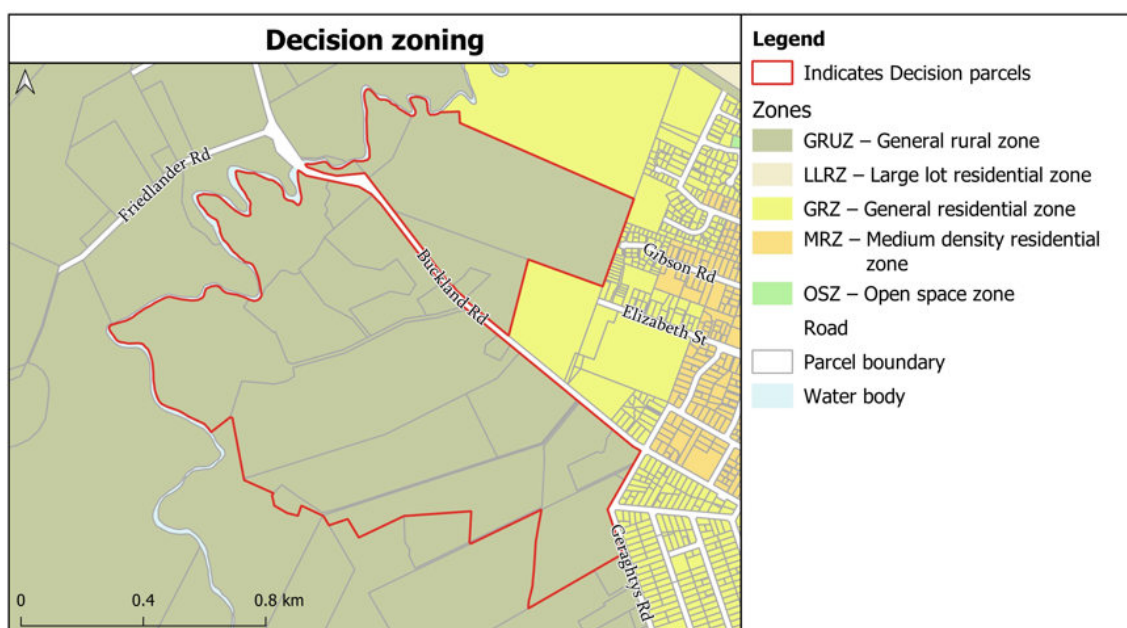 Decision zoning
Friedlander Rd
Buckland Rd
Gibson Rd
Elizabeth St
Geraghtys Rd
0 0.4 0.8 km
Legend
Indicates Decision parcels
Zones
GRUZ – General rural zone
LLRZ – Large lot residential zone
GRZ – General residential zone
MRZ – Medium density residential
zone
OSZ – Open space zone
Road
Parcel boundary
Water body